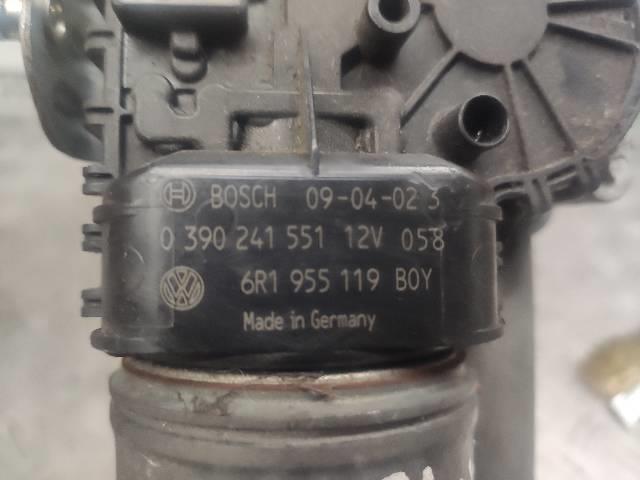 BOSCH 09-04-02 3
0 390 241 551 12V 058
6R1 955 119 BOY
Made in Germany